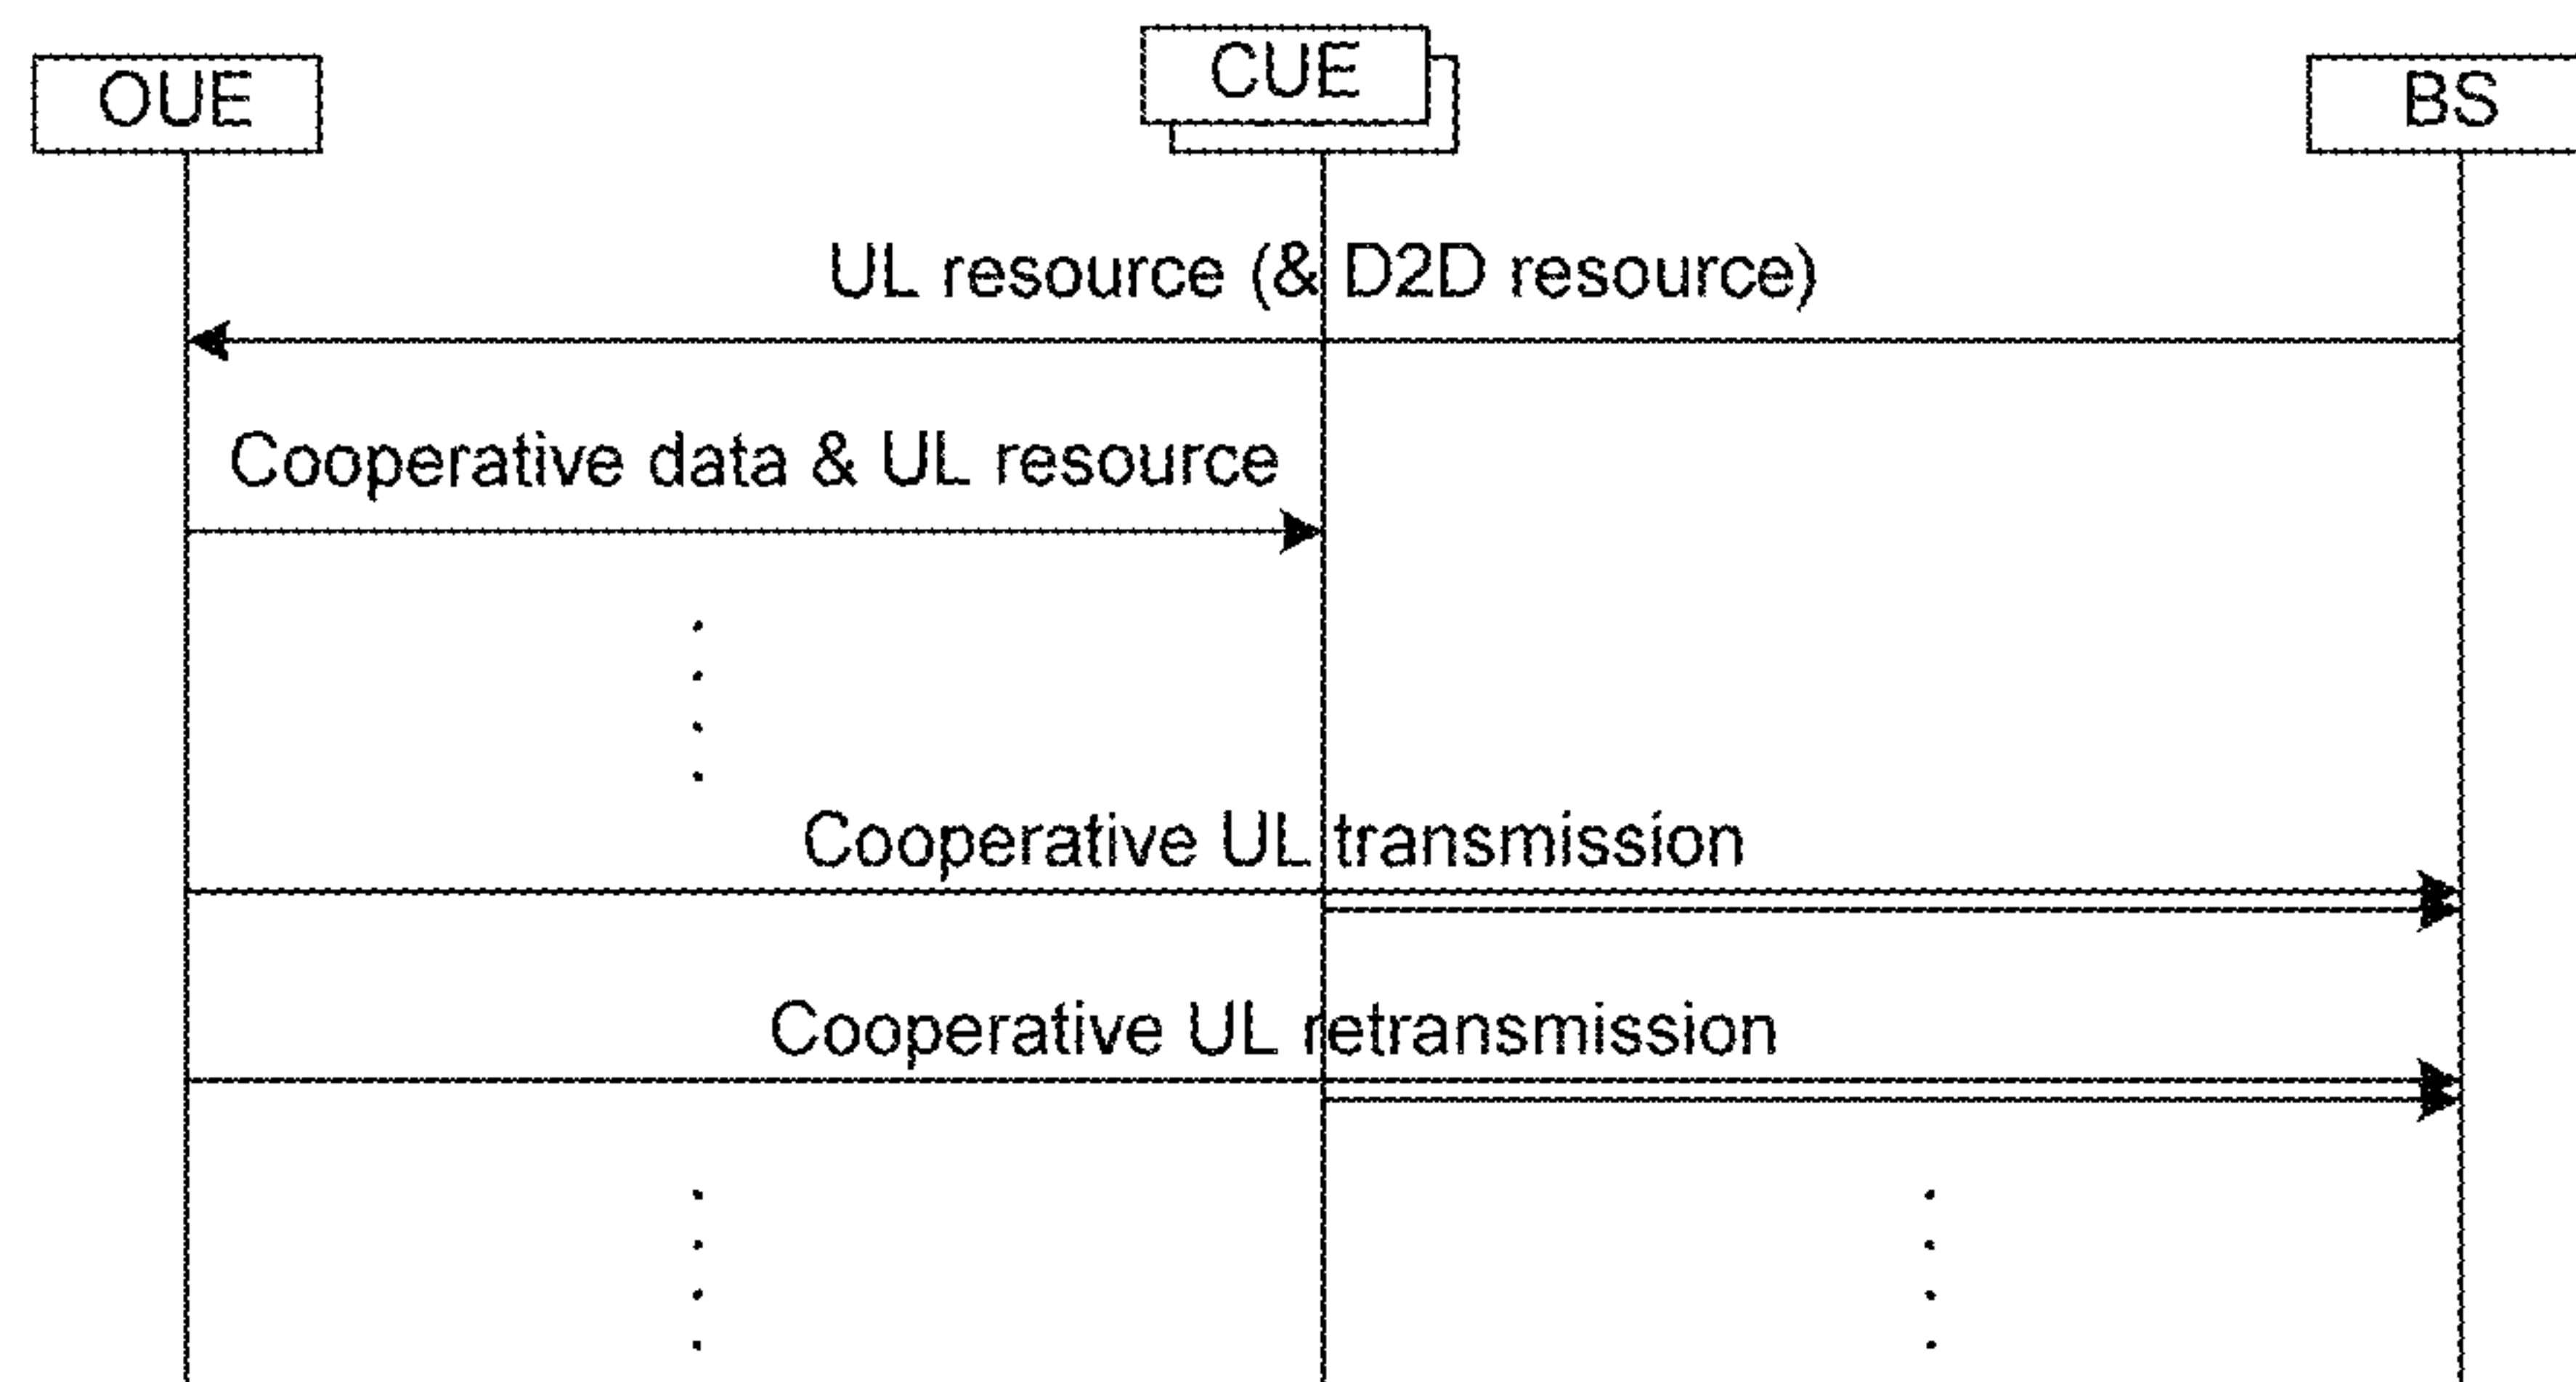 OUE
CUE
BS
UL resource (& D2D resource)
Cooperative data & UL resource
Cooperative UL transmission
Cooperative UL retransmission